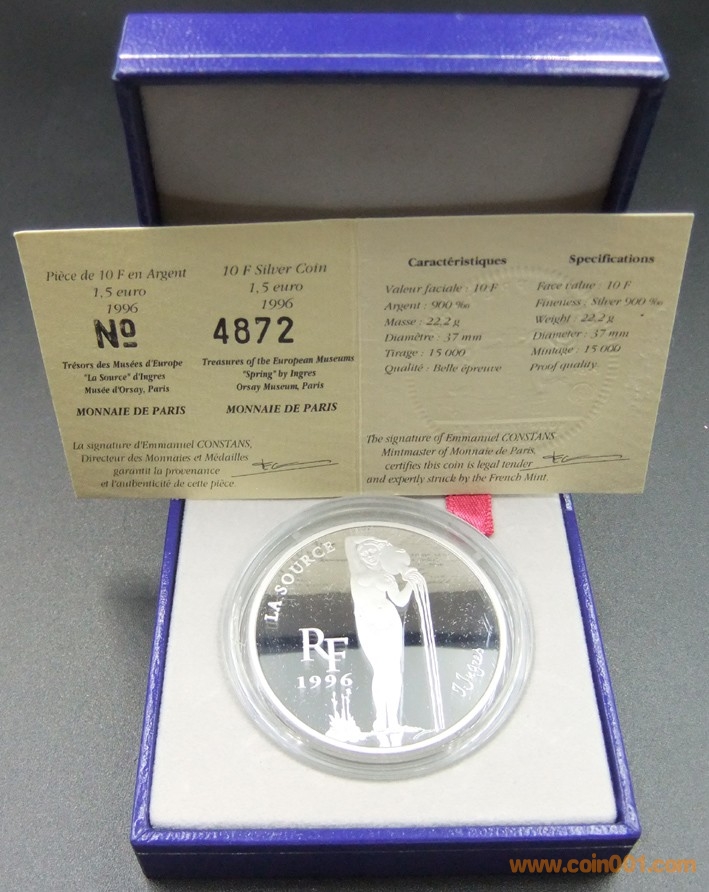 Pièce de 10 F en Argent
1,5 euro
1996
Nº
Trésors des Musées d'Europe
"La Source" d'Ingres
Musée d'Orsay, Paris
MONNAIE DE PARIS
La signature d'Emmanuel CONSTANS,
Directeur des Monnaies et Médailles
garantit la provenance
et l'authenticité de cette pièce.
10 F Silver Coin
1,5 euro
1996
4872
Treasures of the European Museums
"Spring" by Ingres
Orsay Museum, Paris
MONNAIE DE PARIS
Caractéristiques
Valeur faciale : 10 F
Argent : 900 ‰
Masse : 22,2 g
Diamètre : 37 mm
Tirage : 15 000
Qualité : Belle épreuve
Specifications
Face value : 10 F
Fineness : Silver 900 ‰
Weight : 22,2 g
Diameter : 37 mm
Mintage : 15 000
Proof quality.
The signature of Emmanuel CONSTANS
Mintmaster of Monnaie de Paris,
certifies this coin is legal tender
and expertly struck by the French Mint.
LA SOURCE
RF
1996
Ingres
www.coin001.com